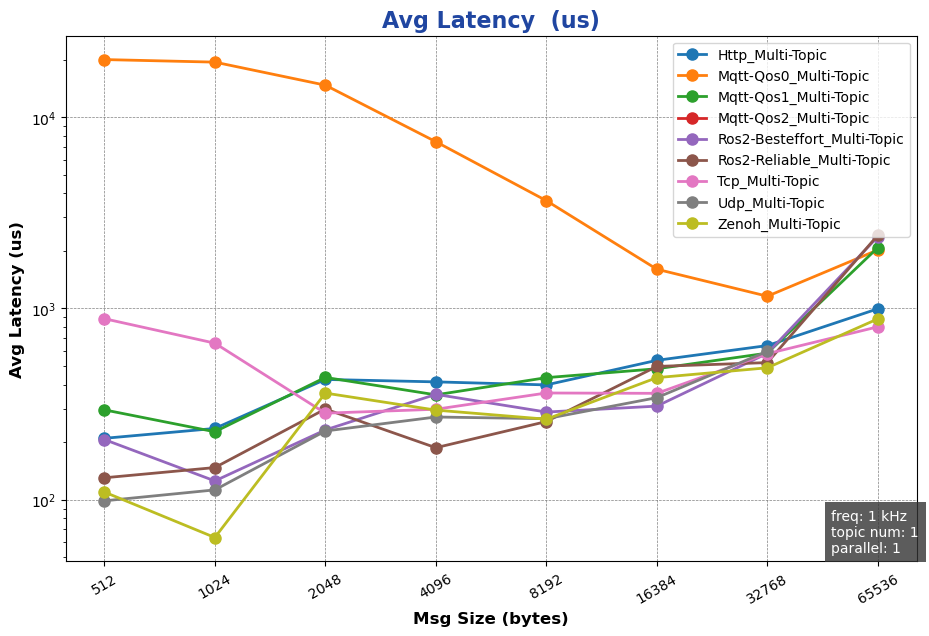 Avg Latency  (us)
Avg Latency (us)
10^4
10^3
10^2
Http_Multi-Topic
Mqtt-Qos0_Multi-Topic
Mqtt-Qos1_Multi-Topic
Mqtt-Qos2_Multi-Topic
Ros2-Besteffort_Multi-Topic
Ros2-Reliable_Multi-Topic
Tcp_Multi-Topic
Udp_Multi-Topic
Zenoh_Multi-Topic
freq: 1 kHz
topic num: 1
parallel: 1
512 1024 2048 4096 8192 16384 32768 65536
Msg Size (bytes)